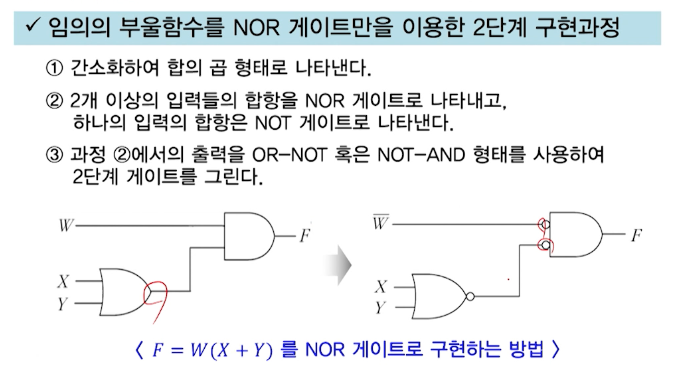 ✓ 임의의 부울함수를 NOR 게이트만을 이용한 2단계 구현과정
① 간소화하여 합의 곱 형태로 나타낸다.
② 2개 이상의 입력들의 합항을 NOR 게이트로 나타내고,
하나의 입력의 합항은 NOT 게이트로 나타낸다.
③ 과정 ②에서의 출력을 OR–NOT 혹은 NOT–AND 형태를 사용하여
2단계 게이트를 그린다.
W
F
X
Y
W̅
F
X
Y
〈 F = W(X + Y) 를 NOR 게이트로 구현하는 방법 〉